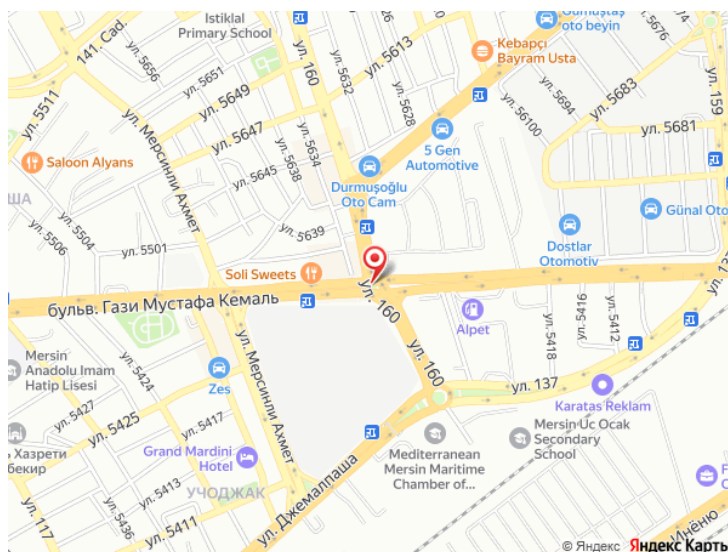 Istiklal
Primary School
Gümüştaş
oto beyin
ул. 5676
141. Cad.
ул. 160
ул. 5613
Kebapçı
Bayram Usta
ул. 5656
ул. 5651
ул. 5632
ул. 5683
ул. 159
ул. 5511
ул. 5649
ул. 5628
ул. 5694
ул. 56100
ул. 5681
ул. Мерсинли Ахмет
ул. 5647
ул. 5634
ул. 5638
5 Gen
Automotive
Saloon Alyans
ул. 5645
Durmuşoğlu
Oto Cam
ША
ул. 5504
ул. 5506
ул. 5501
ул. 5639
Günal Oto
Dostlar
Otomotiv
Soli Sweets
ул. 137
бульв. Гази Мустафа Кемаль
ул. 160
Alpet
ул. 5416
ул. 5412
ул. 5418
Mersin
Anadolu Imam
Hatip Lisesi
ул. 5424
Zes
ул. Мерсинли Ахмет
ул. 160
ул. 137
Karatas Reklam
ул. 5427
ул. 5425
ул. 5417
ь Хазрети
бекир
Grand Mardini
Hotel
Mediterranean
Mersin Maritime
Chamber of...
Mersin Uc Ocak
Secondary
School
ул. 5413
УЧОДЖАК
ул. 117
ул. 5436
ул. 5411
ул. Джемалпаша
F
O
Инёню
© Яндекс Яндекс Карты